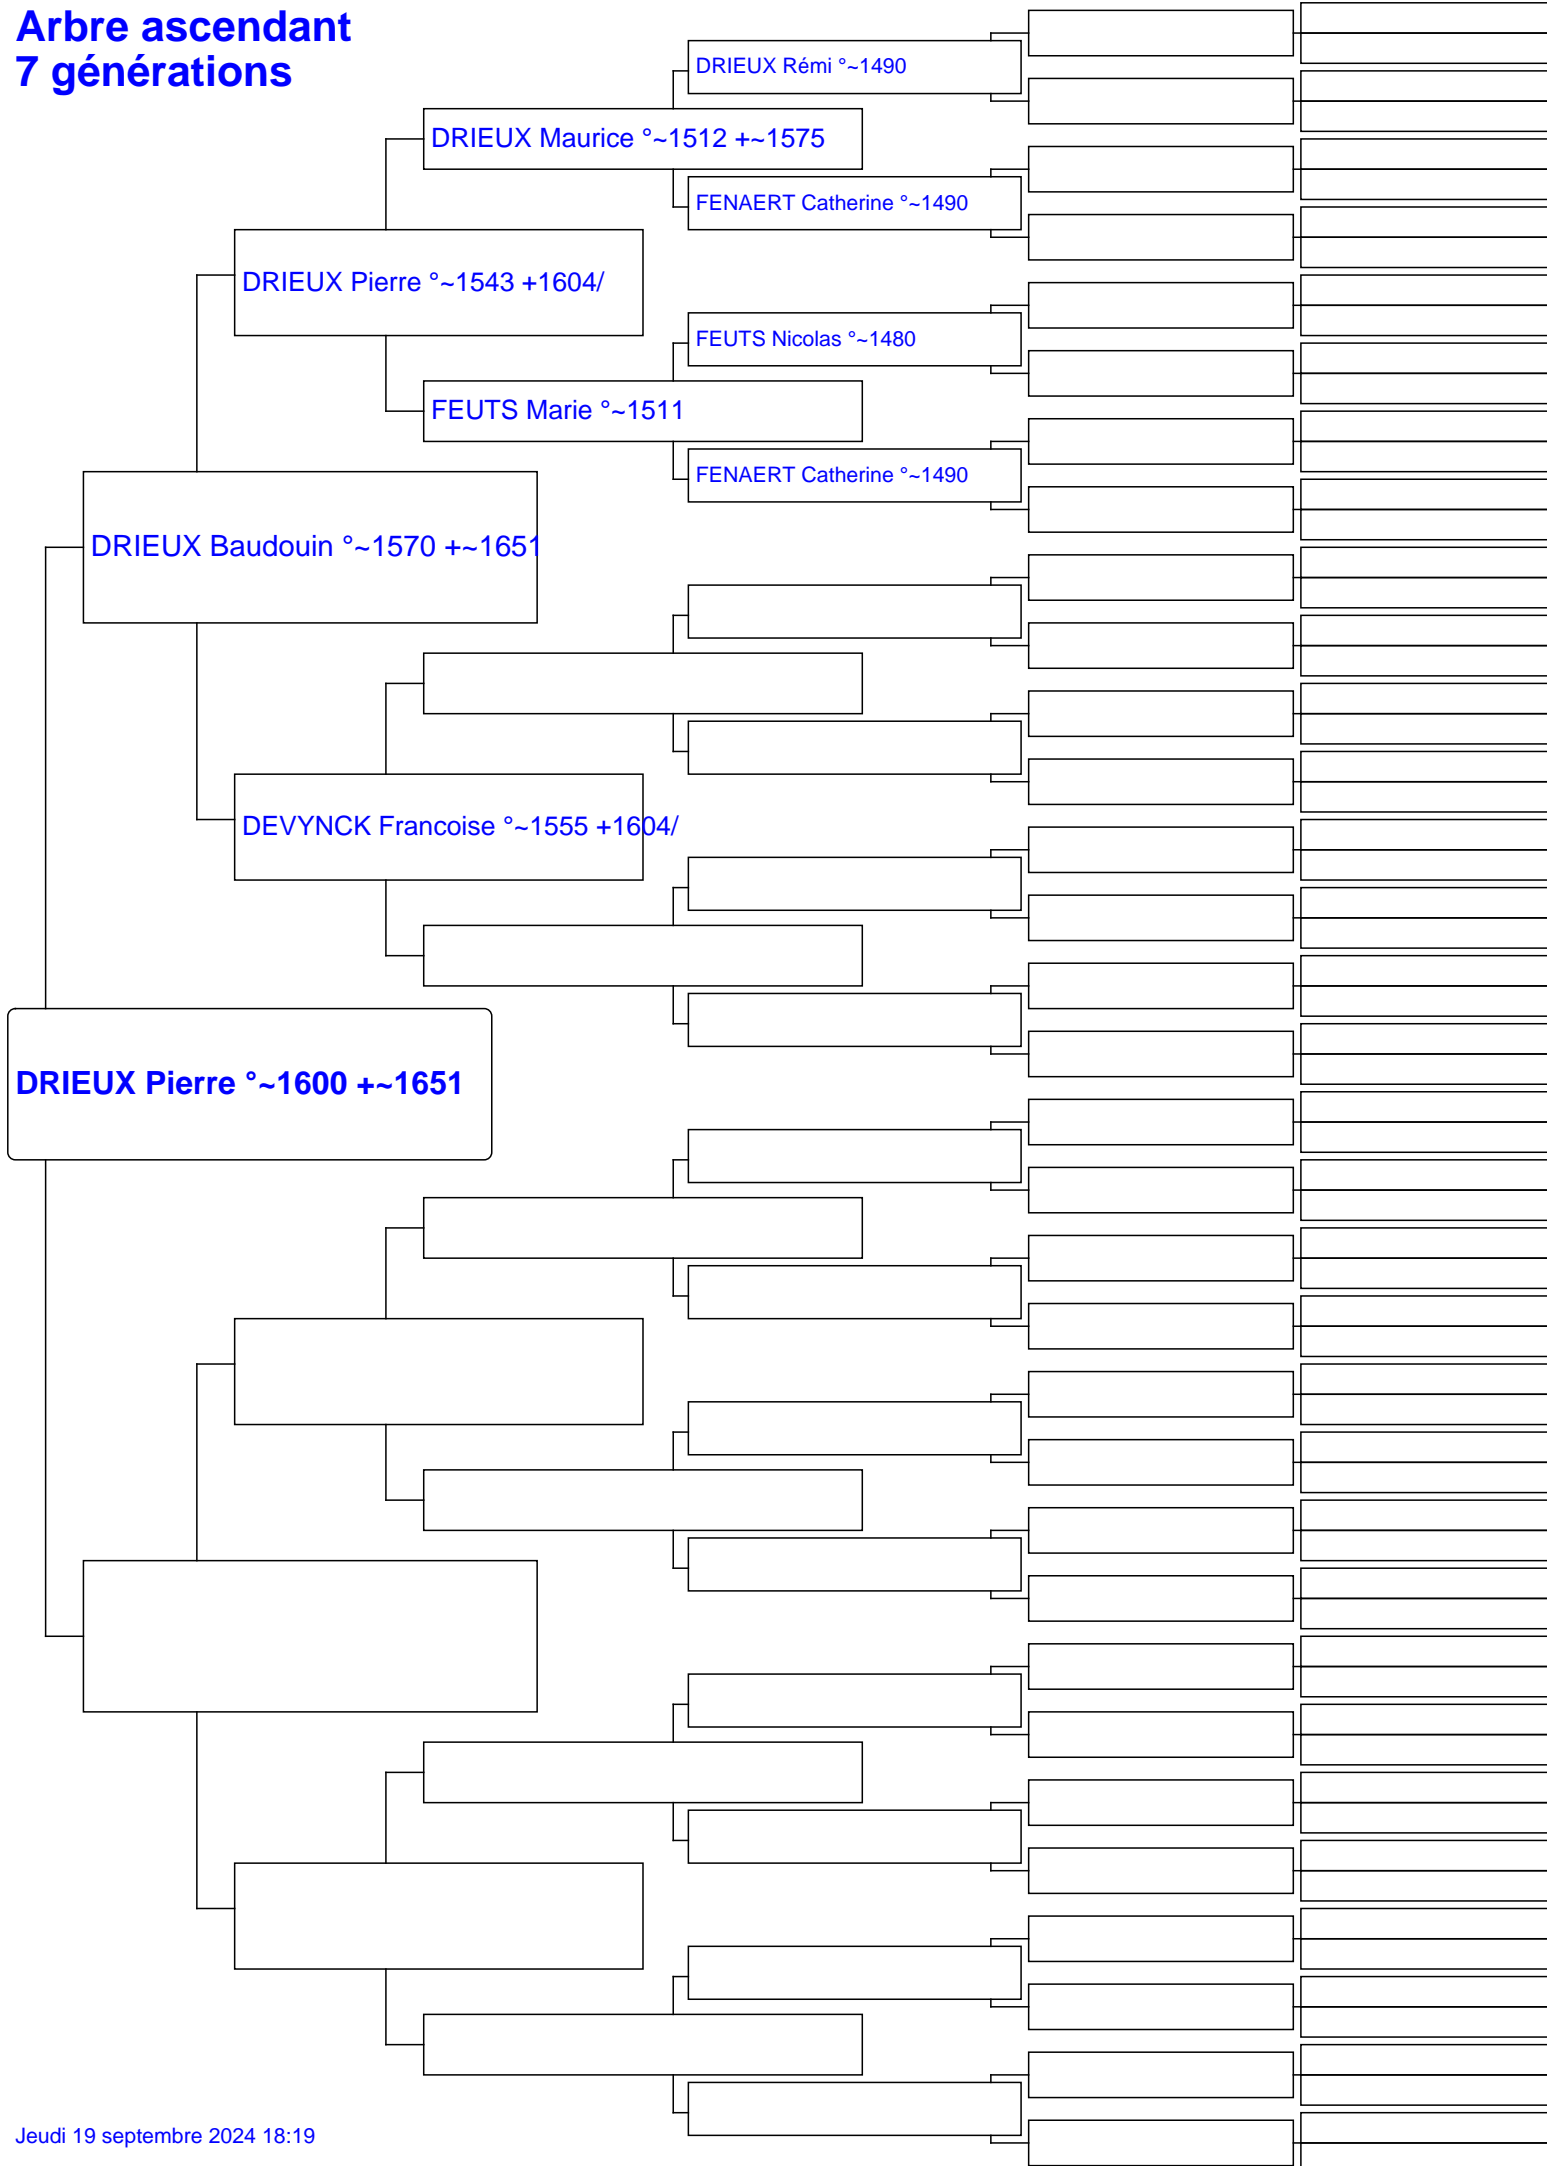 Arbre ascendant
7 générations
DRIEUX Rémi °~1490
DRIEUX Maurice °~1512 +~1575
FENAERT Catherine °~1490
DRIEUX Pierre °~1543 +1604/
FEUTS Nicolas °~1480
FEUTS Marie °~1511
FENAERT Catherine °~1490
DRIEUX Baudouin °~1570 +~1651
DEVYNCK Francoise °~1555 +1604/
DRIEUX Pierre °~1600 +~1651
Jeudi 19 septembre 2024 18:19